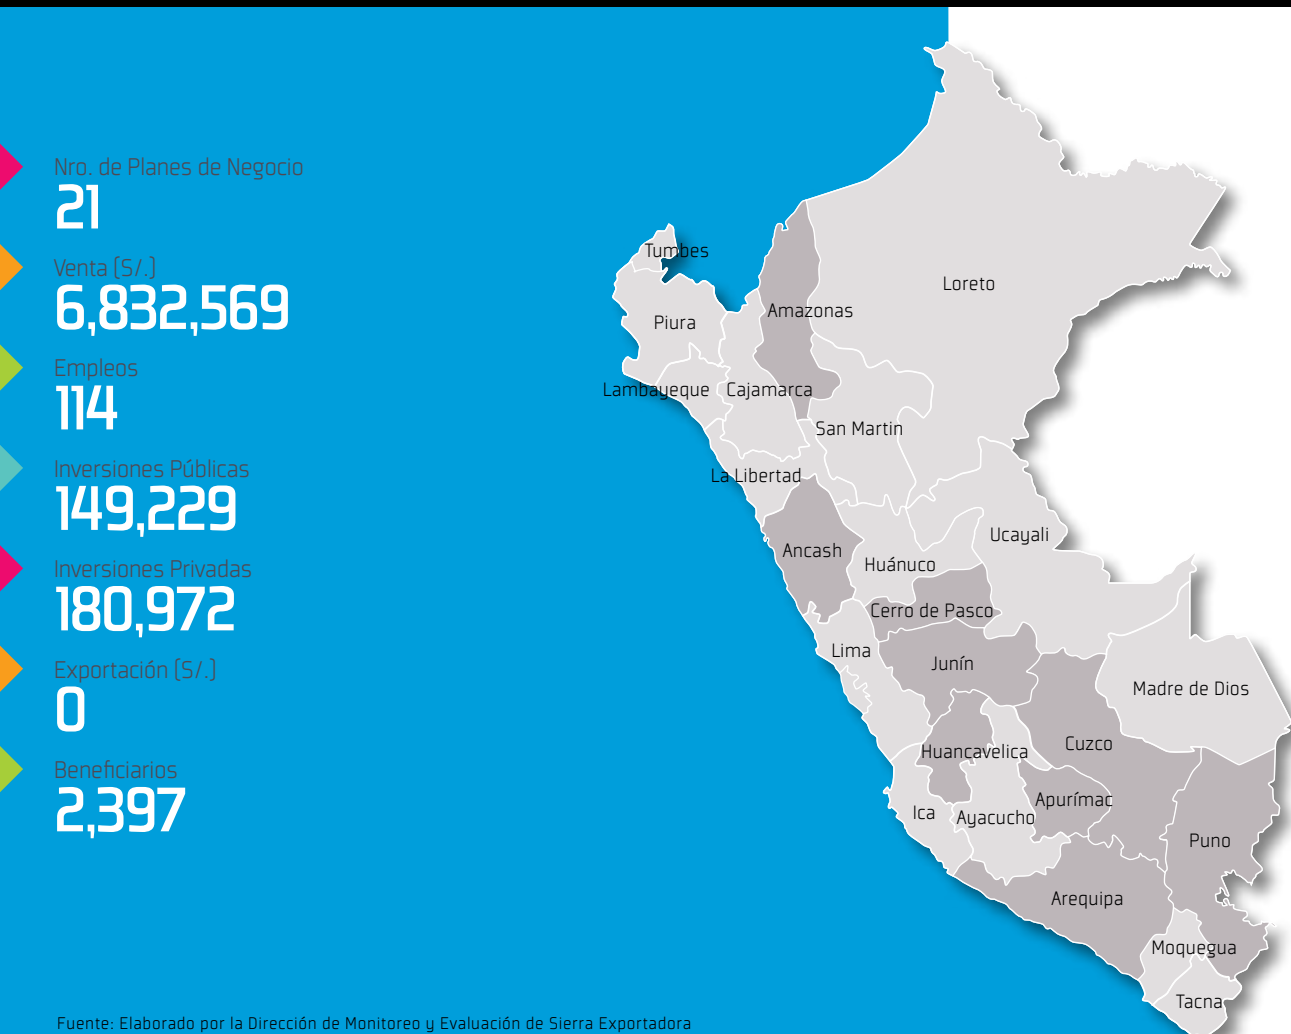 Nro. de Planes de Negocio
21
Venta (S/.)
6,832,569
Empleos
114
Inversiones Públicas
149,229
Inversiones Privadas
180,972
Exportación (S/.)
0
Beneficiarios
2,397
Tumbes
Loreto
Amazonas
Piura
Lambayeque
Cajamarca
San Martin
La Libertad
Ucayali
Ancash
Huánuco
Cerro de Pasco
Lima
Junín
Madre de Dios
Cuzco
Huancavelica
Apurímac
Ica
Ayacucho
Puno
Arequipa
Moquegua
Tacna
Fuente: Elaborado por la Dirección de Monitoreo y Evaluación de Sierra Exportadora